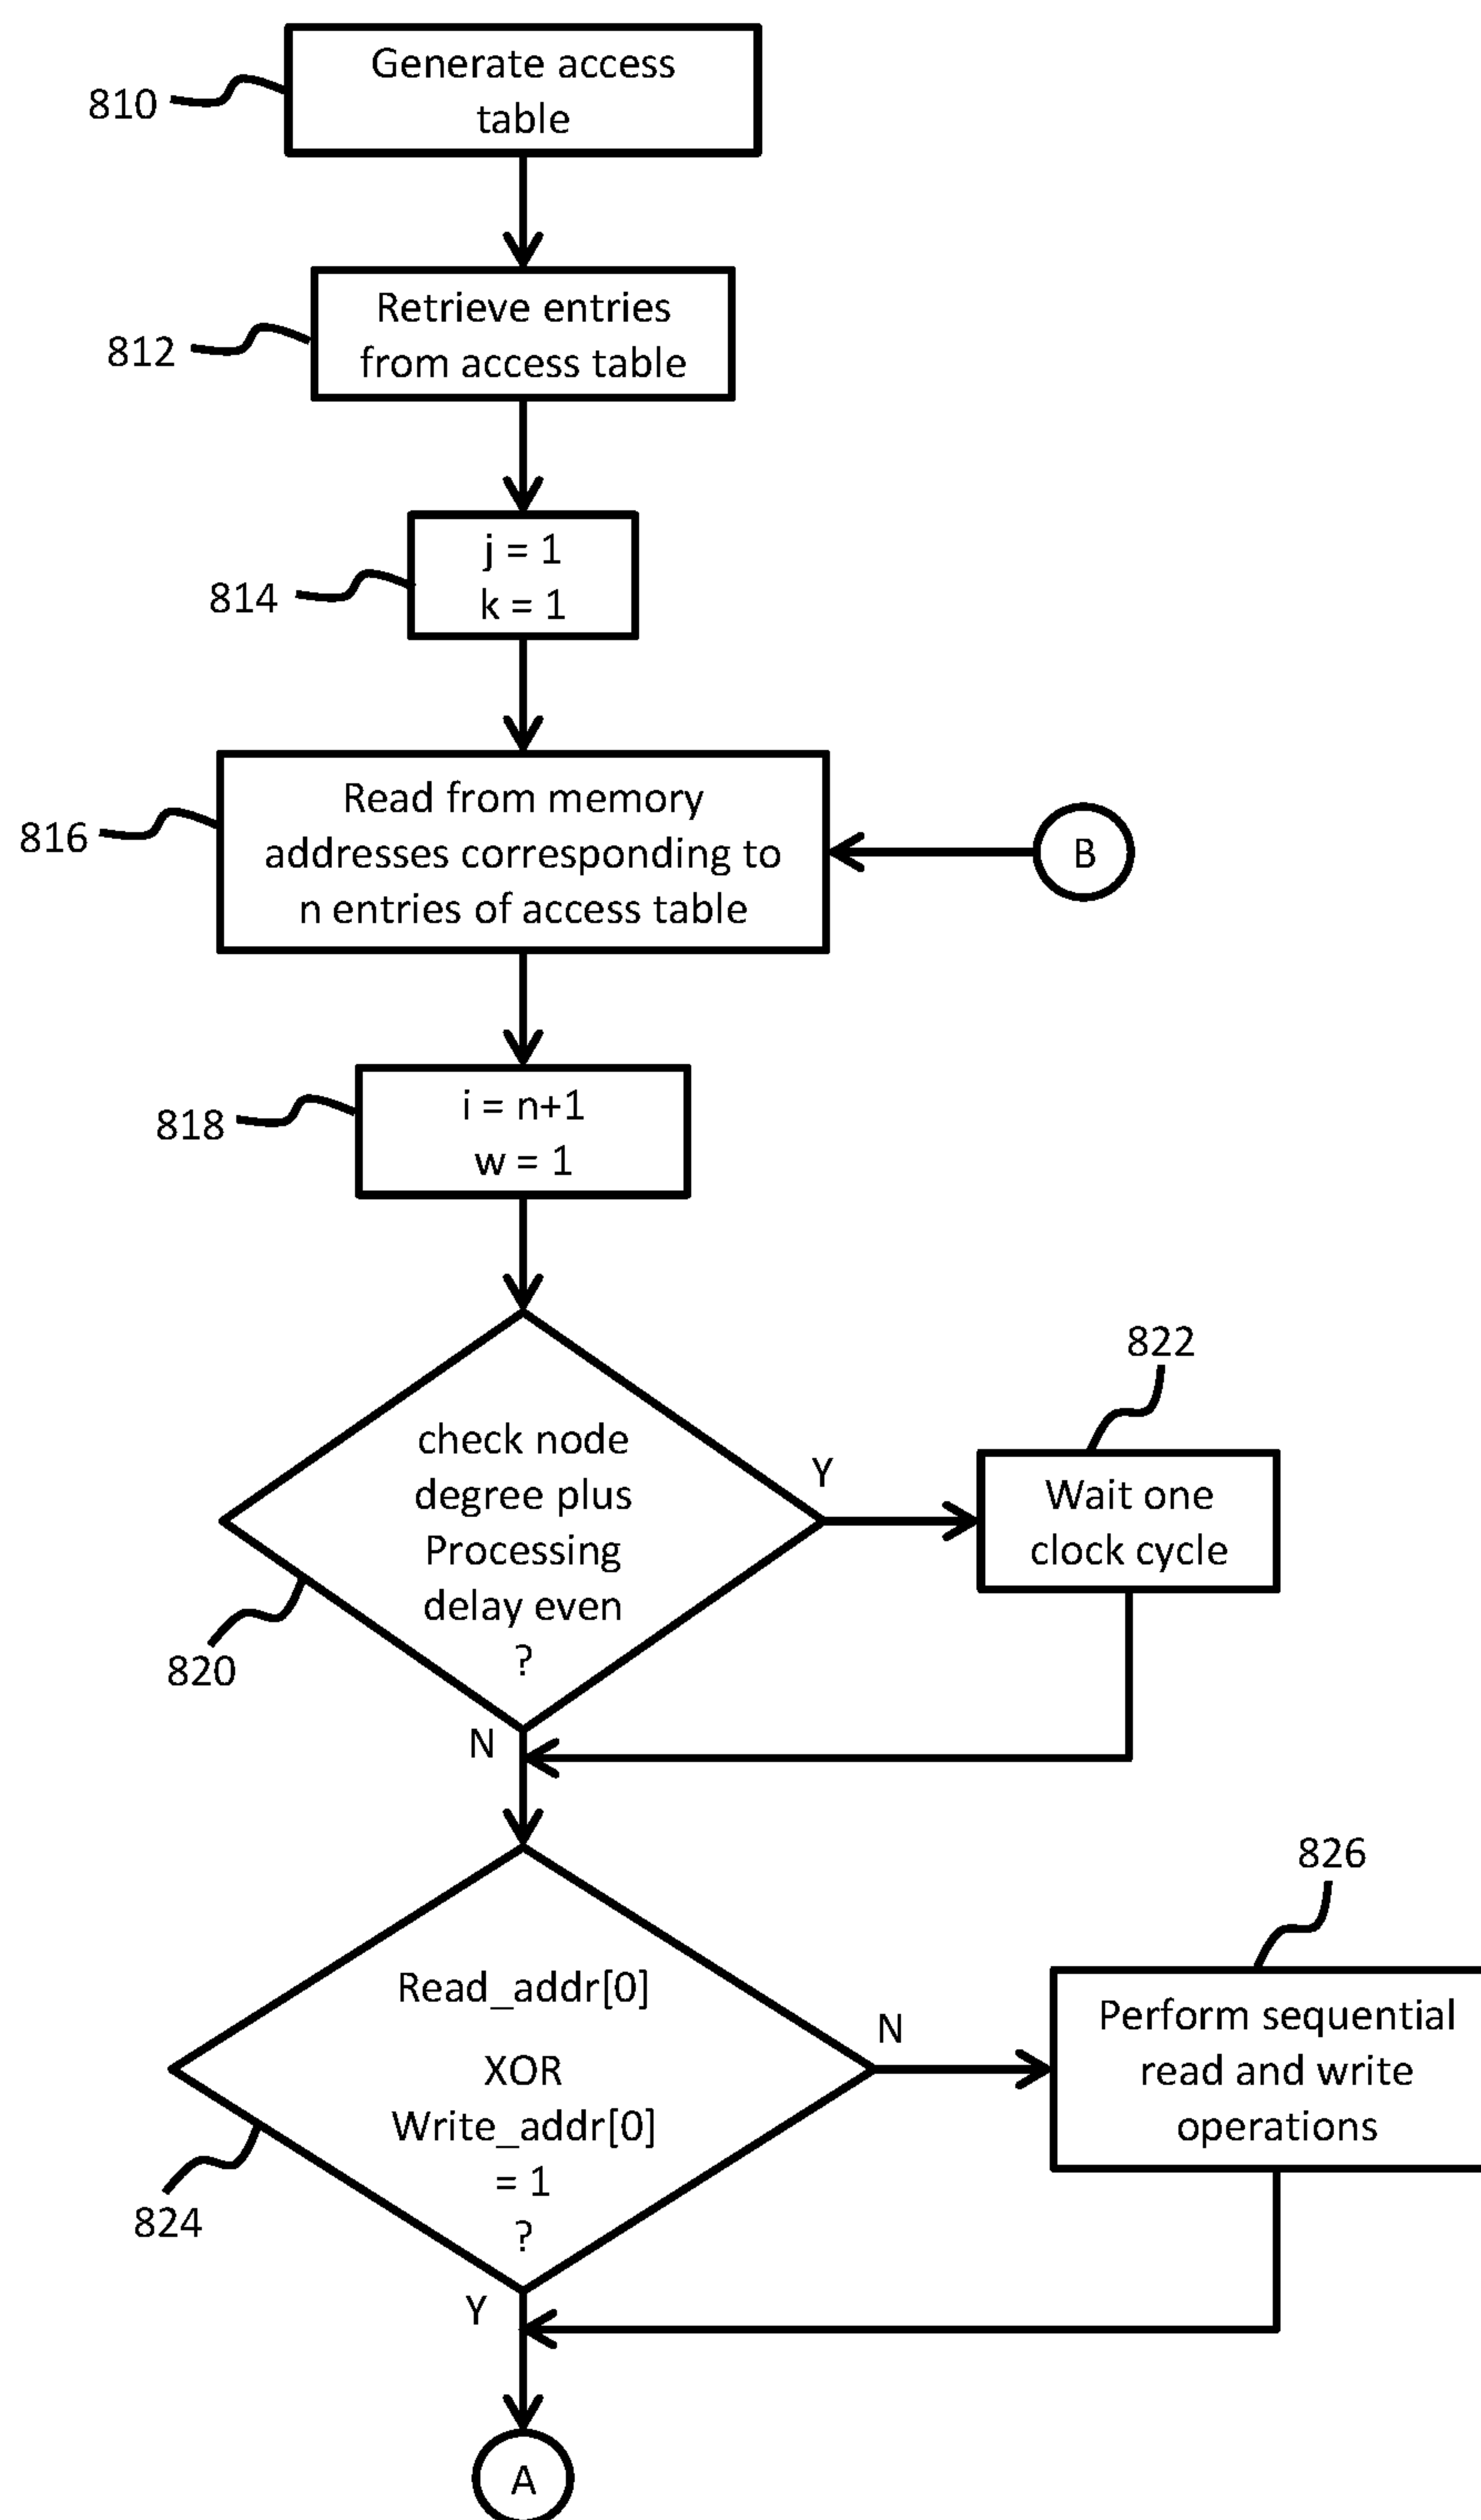 810
Generate access
table
812
Retrieve entries
from access table
814
j = 1
k = 1
816
Read from memory
addresses corresponding to
n entries of access table
B
818
i = n+1
w = 1
820
check node
degree plus
Processing
delay even
?
Y
822
Wait one
clock cycle
N
824
Read_addr[0]
XOR
Write_addr[0]
= 1
?
N
826
Perform sequential
read and write
operations
Y
A